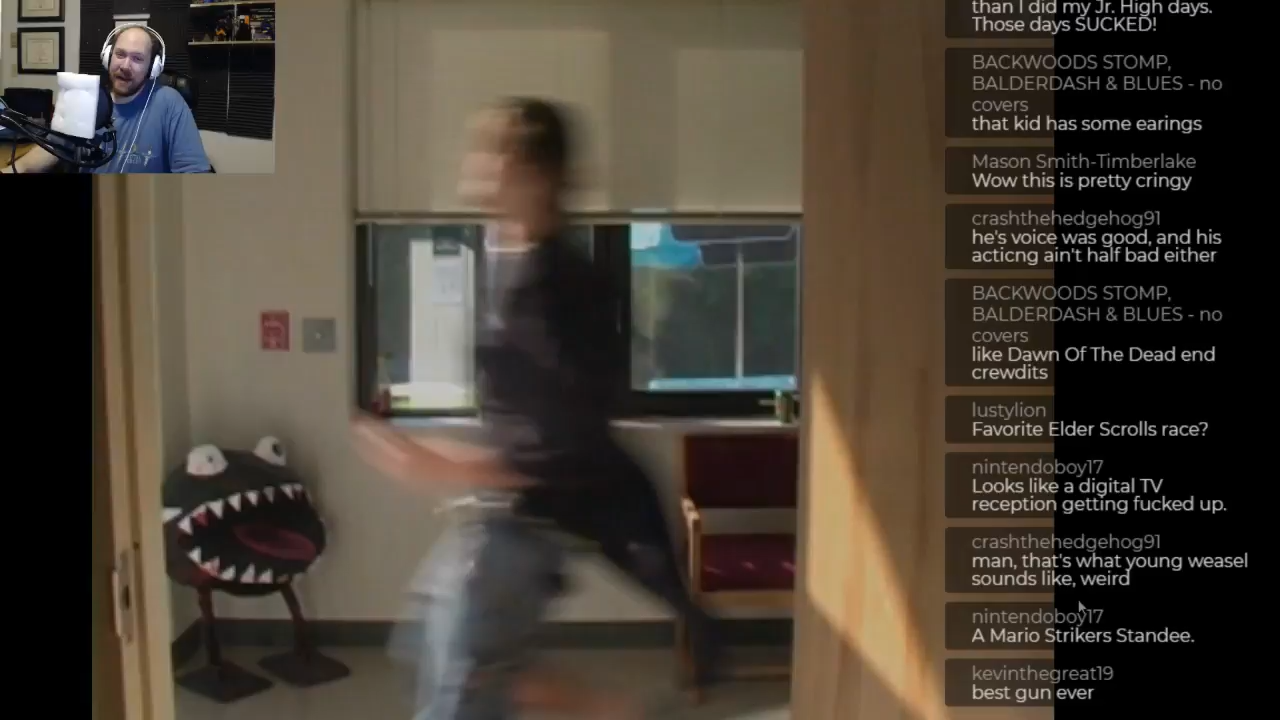 than I did my Jr. High days.
Those days SUCKED!
BACKWOODS STOMP,
BALDERDASH & BLUES - no
covers
that kid has some earings
Mason Smith-Timberlake
Wow this is pretty cringy
crashthehedgehog91
he's voice was good, and his
acticng ain't half bad either
BACKWOODS STOMP,
BALDERDASH & BLUES - no
covers
like Dawn Of The Dead end
crewdits
lustylion
Favorite Elder Scrolls race?
nintendoboy17
Looks like a digital TV
reception getting fucked up.
crashthehedgehog91
man, that's what young weasel
sounds like, weird
nintendoboy17
A Mario Strikers Standee.
kevinthegreat19
best gun ever